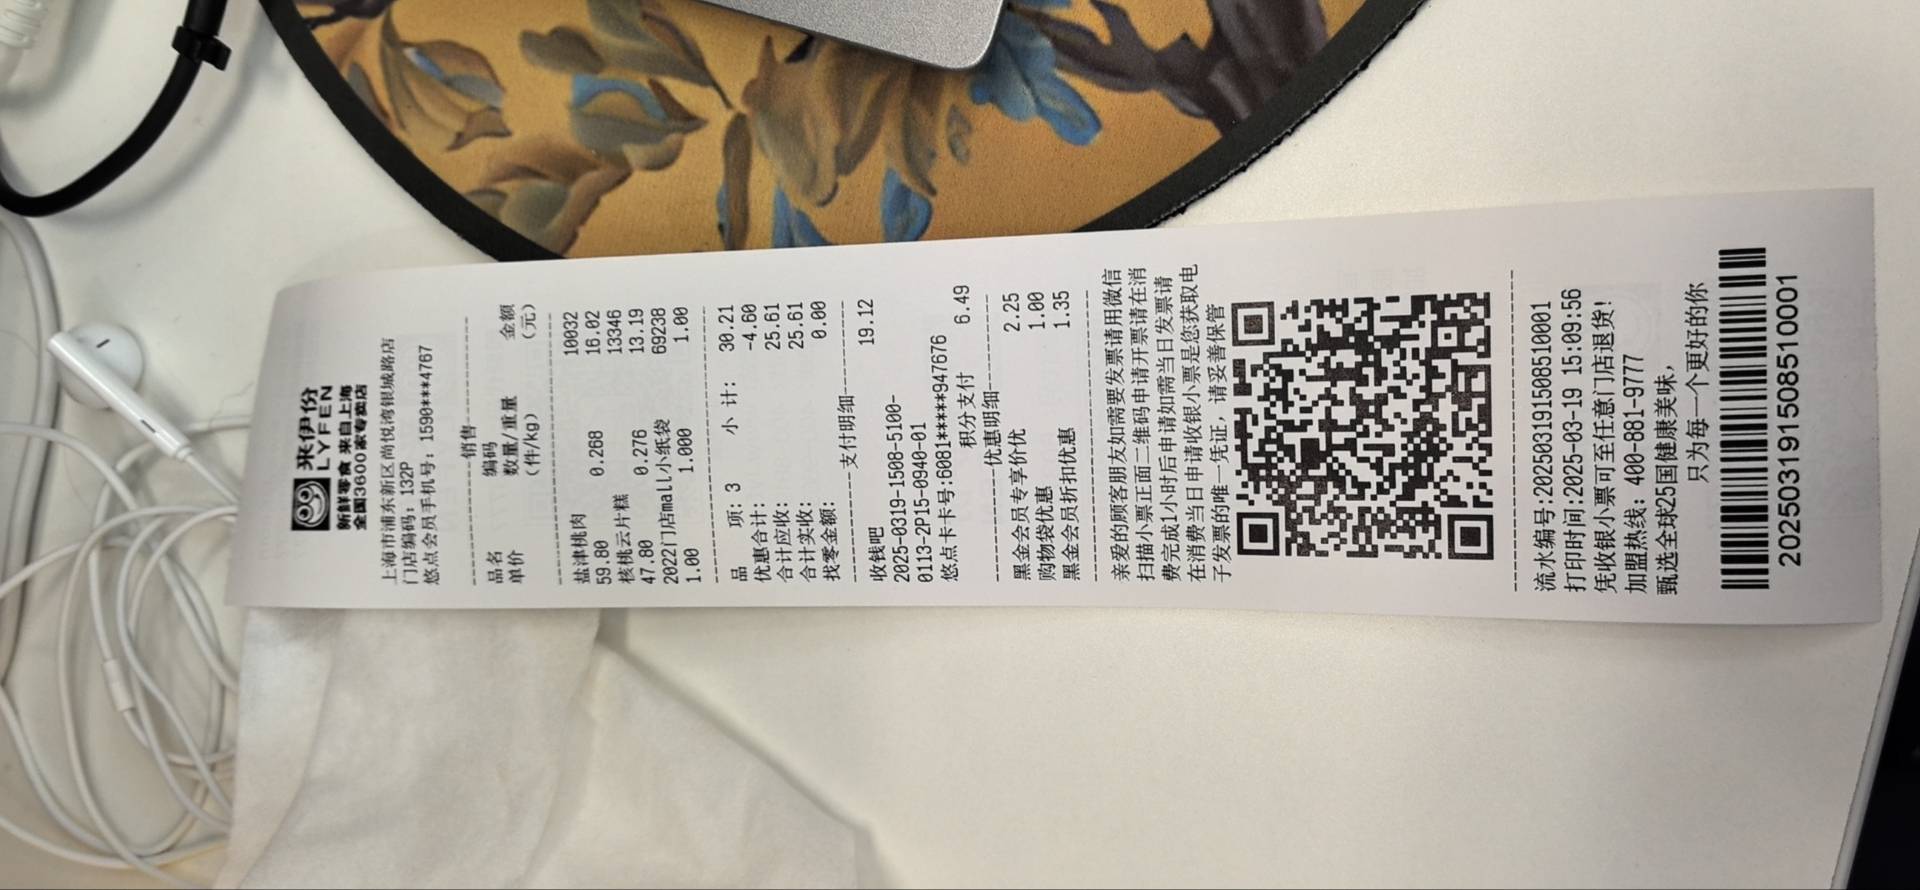 来伊份
LYFEN
新鲜零食 来自上海
全国3600家专卖店
上海市浦东新区尚悦湾银城路店
门店编码: 132P
悠点会员手机号: 1590***4767
----------销售----------
品名 编码 金额
单价 数量/重量 (元)
(件/kg)
盐津桃肉 10032
59.80 0.268 16.02
核桃云片糕 13346
47.80 0.276 13.19
2022门店mall小纸袋 69238
1.00 1.000 1.00
品 项: 3 小 计: 30.21
优惠合计: -4.60
合计应收: 25.61
合计实收: 25.61
找零金额: 0.00
----------支付明细----------
收钱吧 19.12
2025-0319-1508-5100-
0113-2P15-0940-01
悠点卡卡号:6081*****947676
积分支付 6.49
----------优惠明细----------
黑金会员专享价优 2.25
购物袋优惠 1.00
黑金会员折扣优惠 1.35
亲爱的顾客朋友如需要发票请用微信
扫描小票正面二维码申请开票请在消
费完成1小时后申请如需当日发票请
在消费当日申请收银小票是您获取电
子发票的唯一凭证，请妥善保管
流水编号:20250319150851 0001
打印时间:2025-03-19 15:09:56
凭收银小票可至任意门店退货!
加盟热线: 400-881-9777
甄选全球25国健康美味,
只为每一个更好的你
202503191508510001